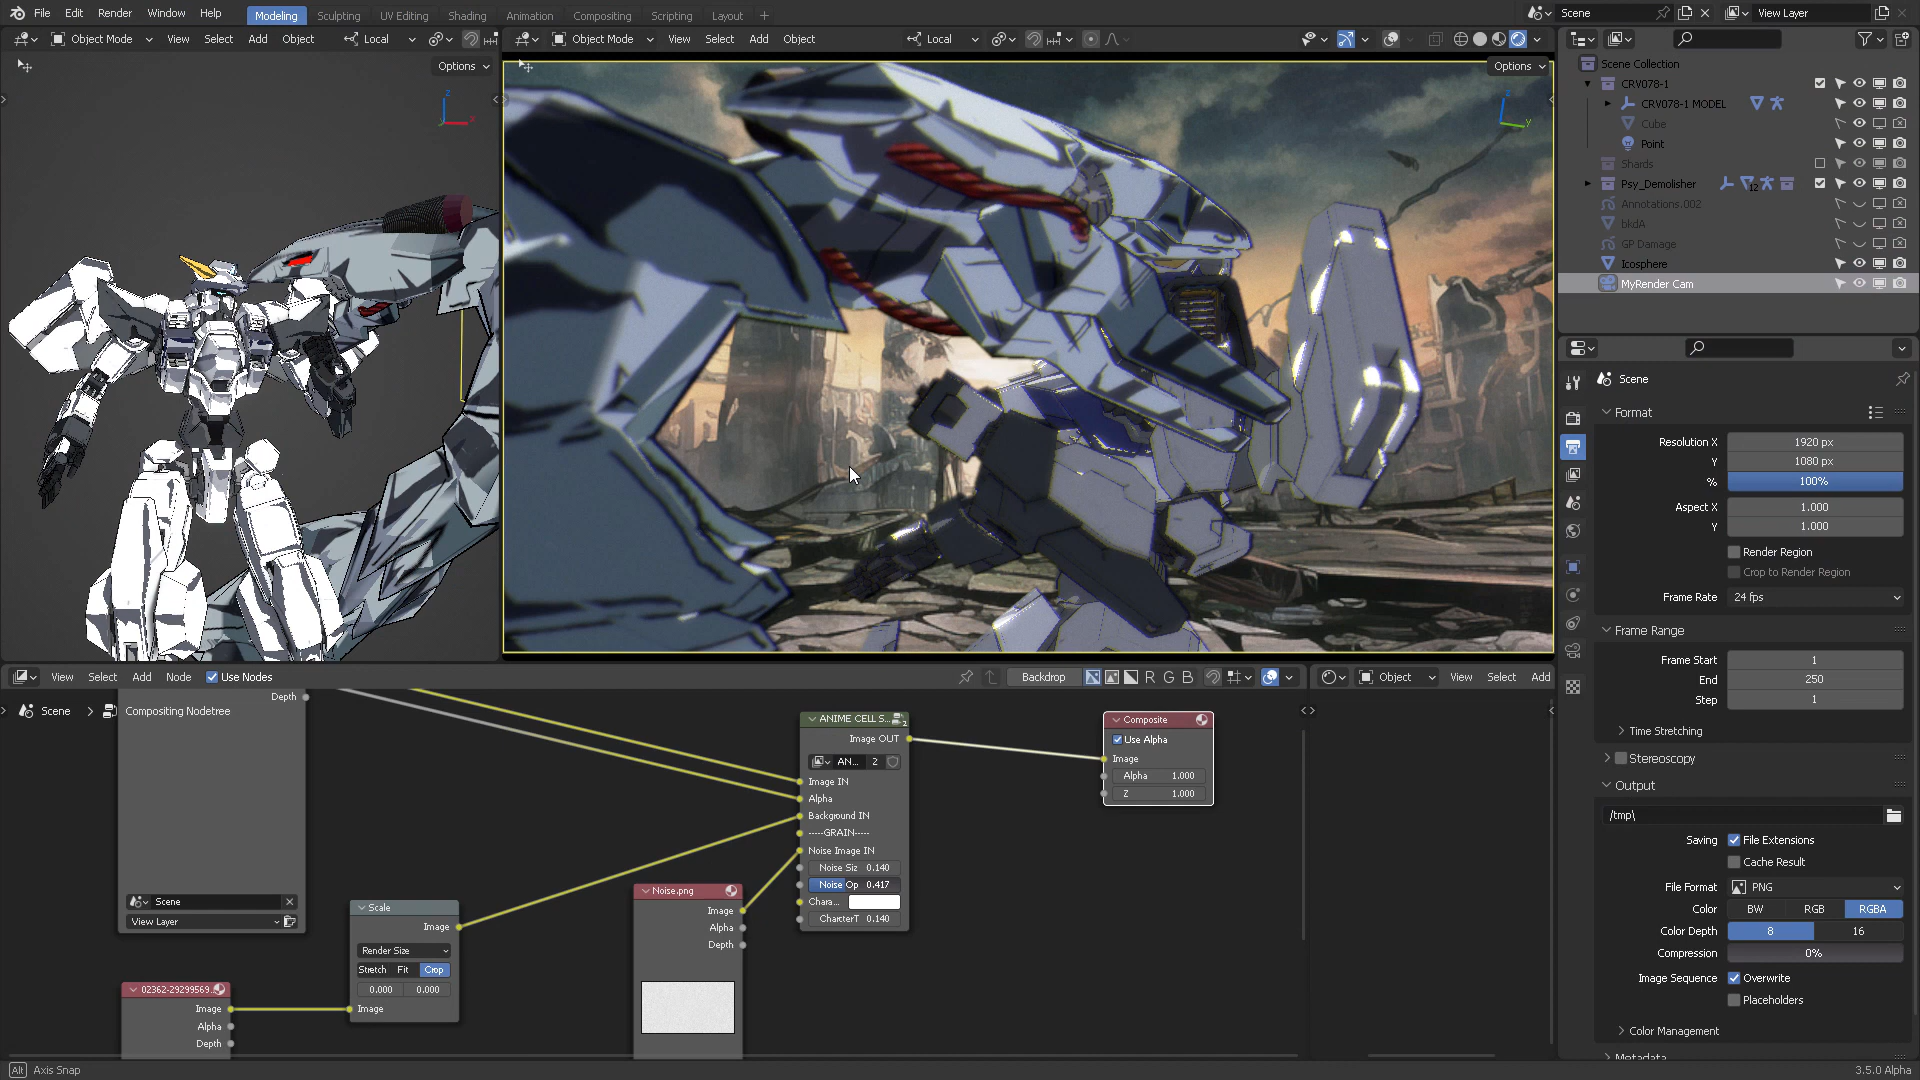 File Edit Render Window Help Modeling Sculpting UV Editing Shading Animation Compositing Scripting Texturing Layout +
Scene View Layer
Object Mode View Select Add Object Local
Object Mode View Select Add Object Local
Options
Options
Z
X
Y
Z
Y
Scene Collection
CRV078-1
CRV078-1 MODEL
Cube
Point
Shards
Psy_Demolisher 12
Annotations.002
bkdA
GP Damage
Icosphere
MyRender Cam
Scene
Format
Resolution X 1920 px
Y 1080 px
% 100%
Aspect X 1.000
Y 1.000
Render Region
Crop to Render Region
Frame Rate 24 fps
Frame Range
Frame Start 1
End 250
Step 1
Time Stretching
Stereoscopy
Output
/tmp\
Saving File Extensions
Cache Result
File Format PNG
Color BW RGB RGBA
Color Depth 8 16
Compression 0%
Image Sequence Overwrite
Placeholders
Color Management
Metadata
View Select Add Node Use Nodes Backdrop R G B
Object View Select Add
Scene > Compositing Nodetree
Depth
Scene
View Layer
Scale
Image
Render Size
Stretch Fit Crop
0.000 0.000
Image
02362-29299569...
Image
Alpha
Depth
Noise.png
Image
Alpha
Depth
ANIME CELL S...
2
Image OUT
AN... 2
Image IN
Alpha
Background IN
-----GRAIN-----
Noise Image IN
Noise Siz 0.140
Noise Op 0.417
Chara...
CharcterT 0.140
Composite
Use Alpha
Image
Alpha 1.000
Z 1.000
Alt Axis Snap
3.5.0 Alpha